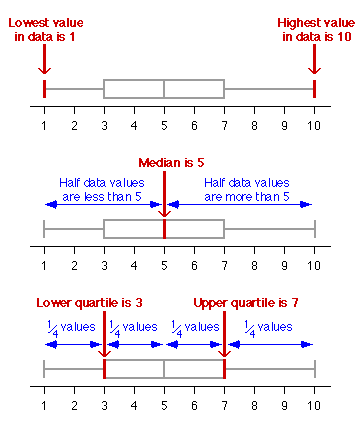 Lowest value
in data is 1
Highest value
in data is 10
1 2 3 4 5 6 7 8 9 10
Median is 5
Half data values
are less than 5
Half data values
are more than 5
1 2 3 4 5 6 7 8 9 10
Lower quartile is 3
Upper quartile is 7
1/4 values
1/4 values
1/4 values
1/4 values
1 2 3 4 5 6 7 8 9 10